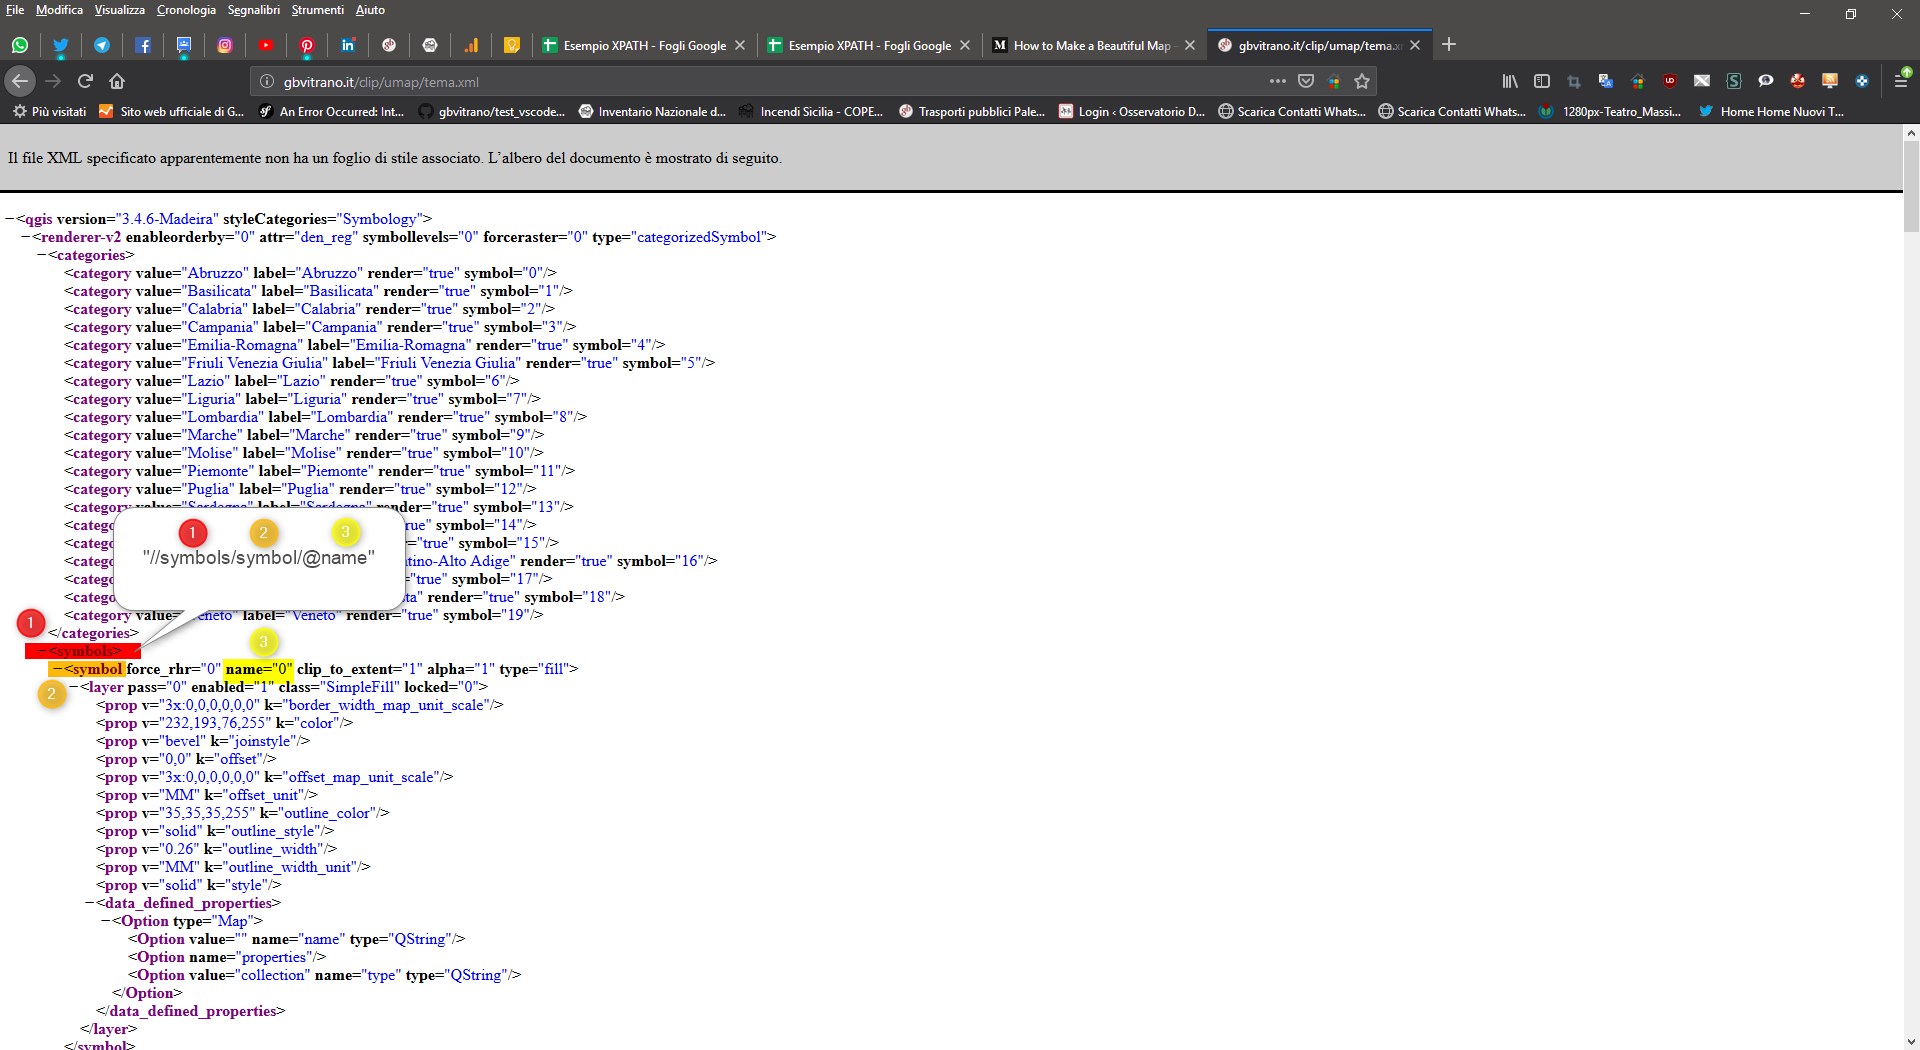 File Modifica Visualizza Cronologia Segnalibri Strumenti Aiuto
Esempio XPATH - Fogli Google
Esempio XPATH - Fogli Google
How to Make a Beautiful Map -
gbvitrano.it/clip/umap/tema.x
gbvitrano.it/clip/umap/tema.xml
Più visitati Sito web ufficiale di G... An Error Occurred: Int... gbvitrano/test_vscode... Inventario Nazionale d... Incendi Sicilia - COPE... Trasporti pubblici Pale... Login ‹ Osservatorio D... Scarica Contatti Whats... Scarica Contatti Whats... 1280px-Teatro_Massi... Home Home Nuovi T...
Il file XML specificato apparentemente non ha un foglio di stile associato. L'albero del documento è mostrato di seguito.
−<qgis version="3.4.6-Madeira" styleCategories="Symbology">
−<renderer-v2 enableorderby="0" attr="den_reg" symbollevels="0" forceraster="0" type="categorizedSymbol">
−<categories>
<category value="Abruzzo" label="Abruzzo" render="true" symbol="0"/>
<category value="Basilicata" label="Basilicata" render="true" symbol="1"/>
<category value="Calabria" label="Calabria" render="true" symbol="2"/>
<category value="Campania" label="Campania" render="true" symbol="3"/>
<category value="Emilia-Romagna" label="Emilia-Romagna" render="true" symbol="4"/>
<category value="Friuli Venezia Giulia" label="Friuli Venezia Giulia" render="true" symbol="5"/>
<category value="Lazio" label="Lazio" render="true" symbol="6"/>
<category value="Liguria" label="Liguria" render="true" symbol="7"/>
<category value="Lombardia" label="Lombardia" render="true" symbol="8"/>
<category value="Marche" label="Marche" render="true" symbol="9"/>
<category value="Molise" label="Molise" render="true" symbol="10"/>
<category value="Piemonte" label="Piemonte" render="true" symbol="11"/>
<category value="Puglia" label="Puglia" render="true" symbol="12"/>
<category value="Sardegna" label="Sardegna" render="true" symbol="13"/>
<catego rue" symbol="14"/>
<catego ="true" symbol="15"/>
<catego tino-Alto Adige" render="true" symbol="16"/>
<catego ="true" symbol="17"/>
<catego ta" render="true" symbol="18"/>
<category value="Veneto" label="Veneto" render="true" symbol="19"/>
1 2 3
"//symbols/symbol/@name"
1
</categories>
3
−<symbols>
−<symbol force_rhr="0" name="0" clip_to_extent="1" alpha="1" type="fill">
2
−<layer pass="0" enabled="1" class="SimpleFill" locked="0">
<prop v="3x:0,0,0,0,0,0" k="border_width_map_unit_scale"/>
<prop v="232,193,76,255" k="color"/>
<prop v="bevel" k="joinstyle"/>
<prop v="0,0" k="offset"/>
<prop v="3x:0,0,0,0,0,0" k="offset_map_unit_scale"/>
<prop v="MM" k="offset_unit"/>
<prop v="35,35,35,255" k="outline_color"/>
<prop v="solid" k="outline_style"/>
<prop v="0.26" k="outline_width"/>
<prop v="MM" k="outline_width_unit"/>
<prop v="solid" k="style"/>
−<data_defined_properties>
−<Option type="Map">
<Option value="" name="name" type="QString"/>
<Option name="properties"/>
<Option value="collection" name="type" type="QString"/>
</Option>
</data_defined_properties>
</layer>
</symbol>